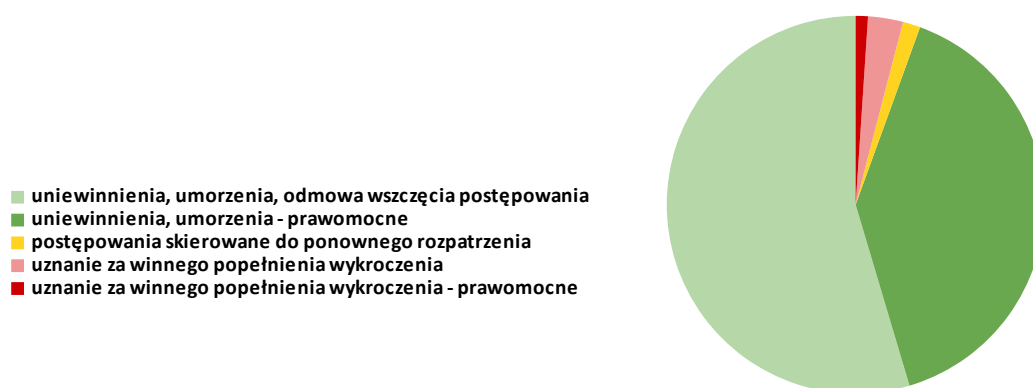 uniewinnienia, umorzenia, odmowa wszczęcia postępowania
uniewinnienia, umorzenia - prawomocne
postępowania skierowane do ponownego rozpatrzenia
uznanie za winnego popełnienia wykroczenia
uznanie za winnego popełnienia wykroczenia - prawomocne